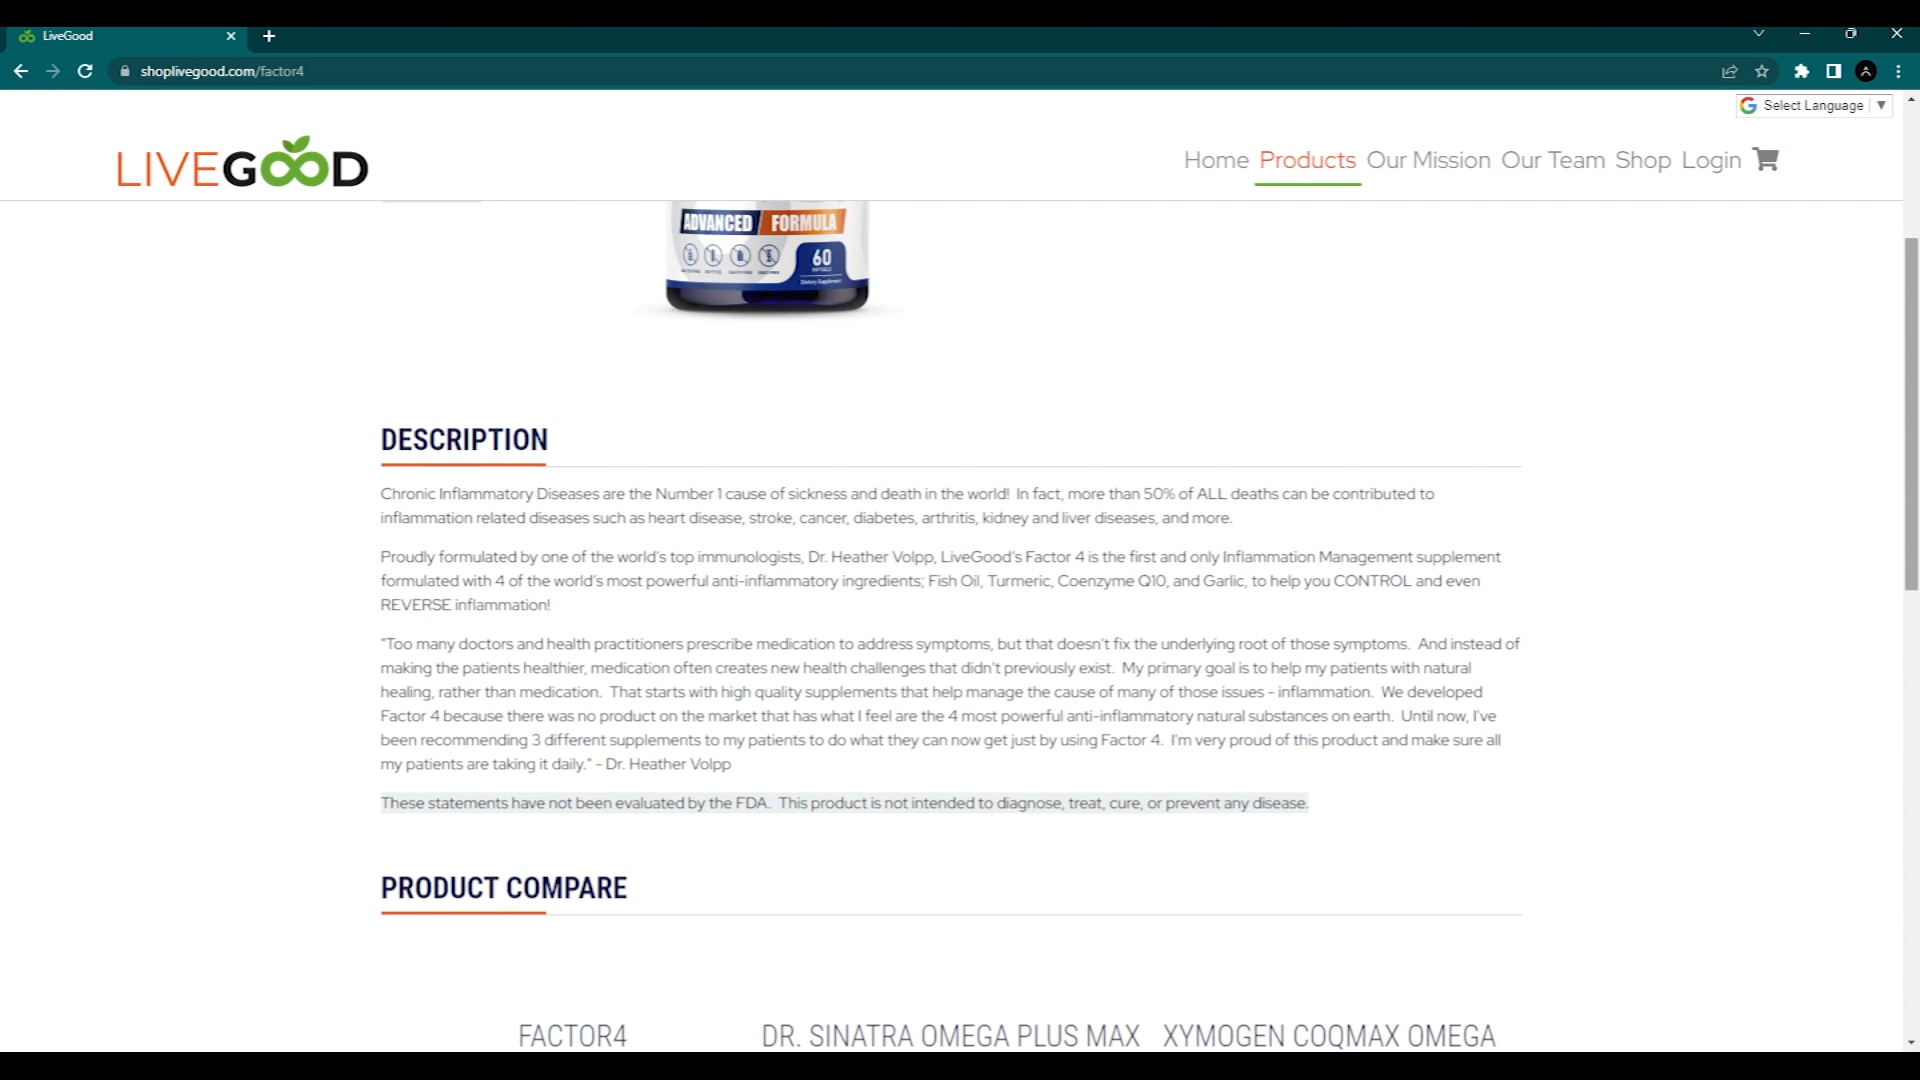 LiveGood
shoplivegood.com/factor4
Select Language
LIVEGOOD
Home Products Our Mission Our Team Shop Login
ADVANCED FORMULA
60
SOFTGELS
Dietary Supplement
DESCRIPTION
Chronic Inflammatory Diseases are the Number 1 cause of sickness and death in the world! In fact, more than 50% of ALL deaths can be contributed to
inflammation related diseases such as heart disease, stroke, cancer, diabetes, arthritis, kidney and liver diseases, and more.
Proudly formulated by one of the world's top immunologists, Dr. Heather Volpp, LiveGood's Factor 4 is the first and only Inflammation Management supplement
formulated with 4 of the world's most powerful anti-inflammatory ingredients; Fish Oil, Turmeric, Coenzyme Q10, and Garlic, to help you CONTROL and even
REVERSE inflammation!
"Too many doctors and health practitioners prescribe medication to address symptoms, but that doesn't fix the underlying root of those symptoms. And instead of
making the patients healthier, medication often creates new health challenges that didn't previously exist. My primary goal is to help my patients with natural
healing, rather than medication. That starts with high quality supplements that help manage the cause of many of those issues - inflammation. We developed
Factor 4 because there was no product on the market that has what I feel are the 4 most powerful anti-inflammatory natural substances on earth. Until now, I've
been recommending 3 different supplements to my patients to do what they can now get just by using Factor 4. I'm very proud of this product and make sure all
my patients are taking it daily." - Dr. Heather Volpp
These statements have not been evaluated by the FDA. This product is not intended to diagnose, treat, cure, or prevent any disease.
PRODUCT COMPARE
FACTOR4 DR. SINATRA OMEGA PLUS MAX XYMOGEN COQMAX OMEGA